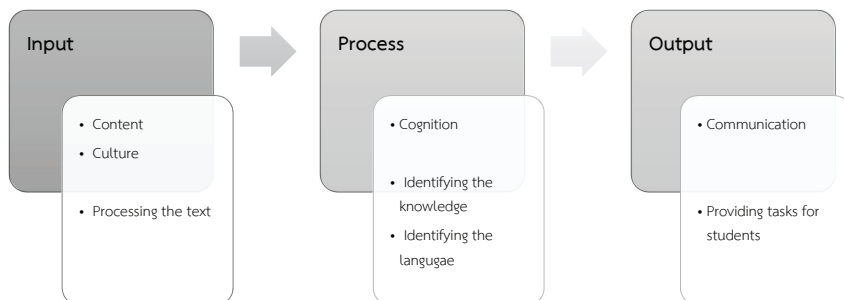 Input
• Content
• Culture
• Processing the text
Process
• Cognition
• Identifying the
knowledge
• Identifying the
langugae
Output
• Communication
• Providing tasks for
students